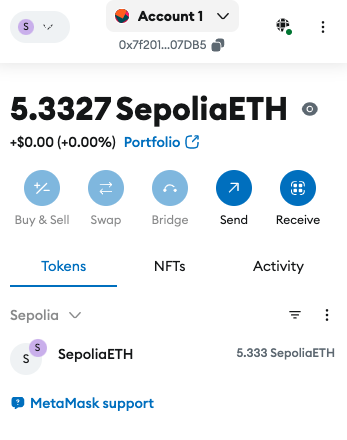 S
Account 1
0x7f201...07DB5
5.3327 SepoliaETH
+$0.00 (+0.00%) Portfolio
Buy & Sell Swap Bridge Send Receive
Tokens NFTs Activity
Sepolia
S S SepoliaETH 5.333 SepoliaETH
MetaMask support